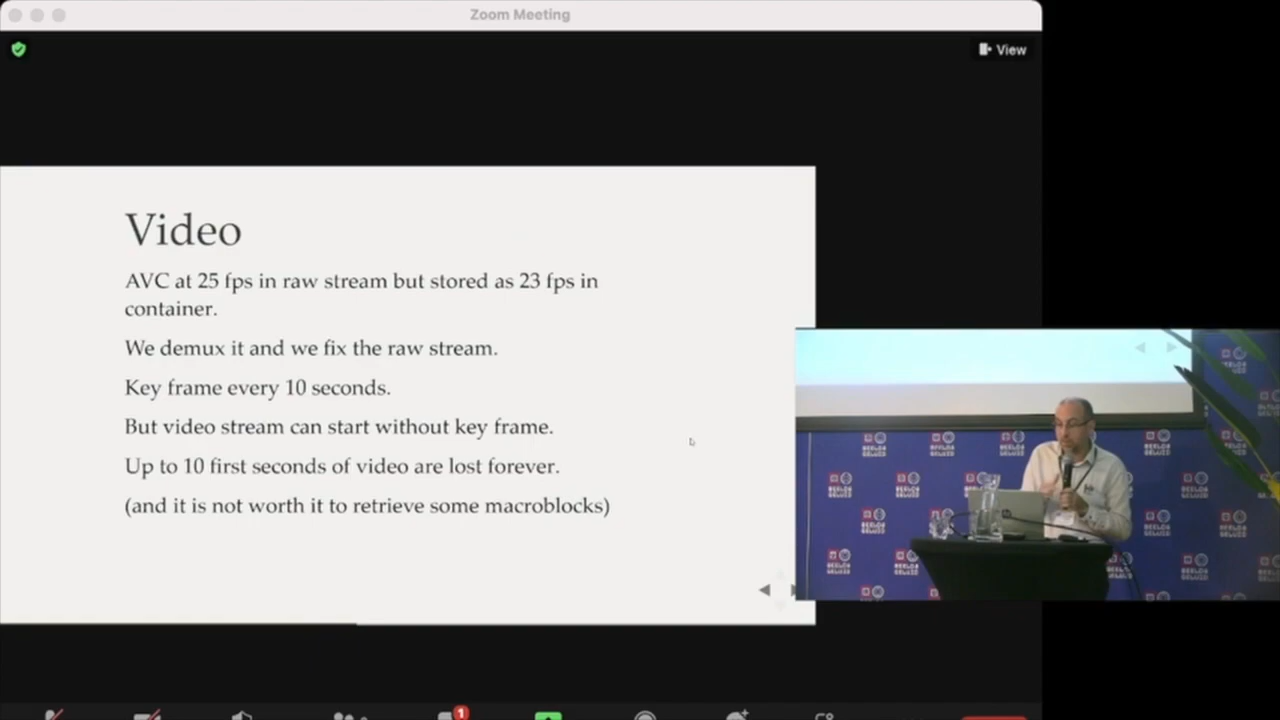 Zoom Meeting
View
Video
AVC at 25 fps in raw stream but stored as 23 fps in
container.
We demux it and we fix the raw stream.
Key frame every 10 seconds.
But video stream can start without key frame.
Up to 10 first seconds of video are lost forever.
(and it is not worth it to retrieve some macroblocks)
1